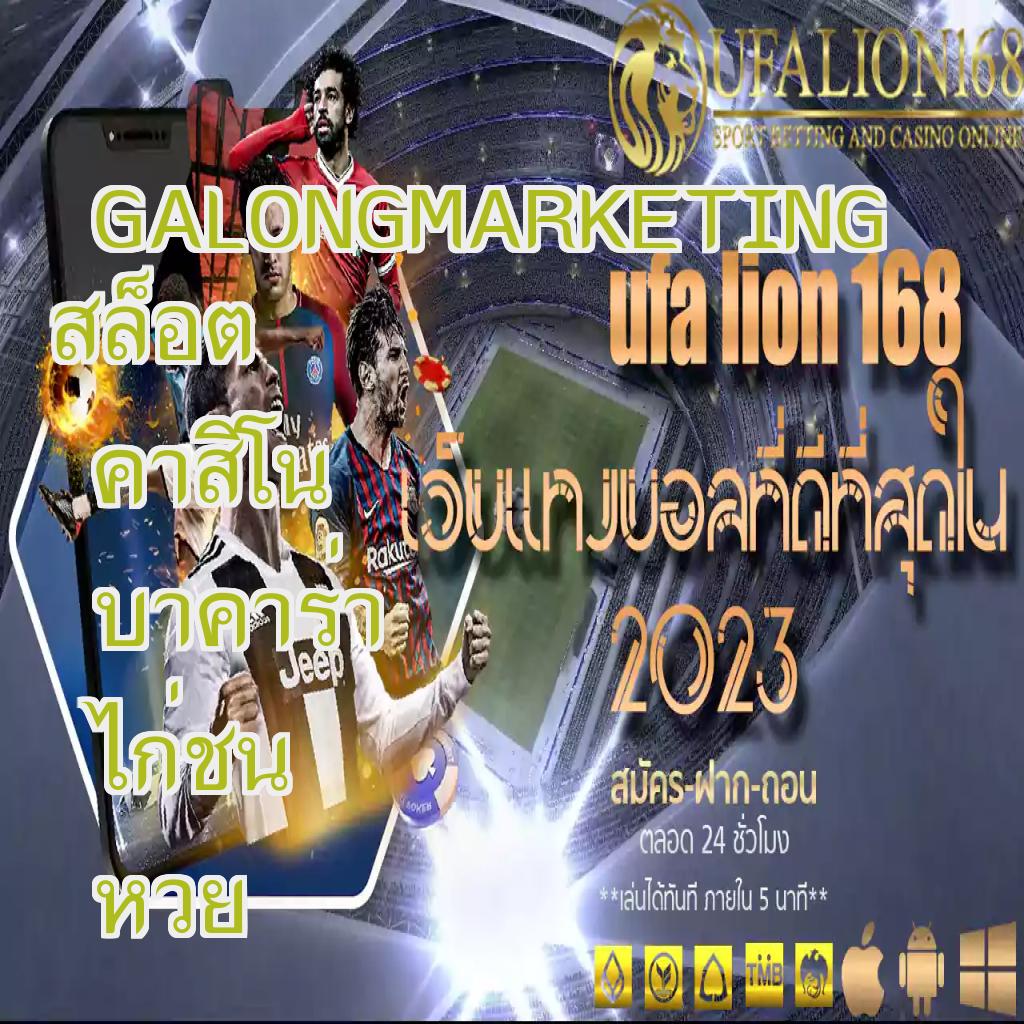 UFALION168
SPORT BETTING AND CASINO ONLINE
GALONGMARKETING
ufa lion 168
สล็อต
คาสิโน
เว็บแทงบอลที่ดีที่สุดใน
2023
บาคาร่า
ไก่ชน
หวย
สมัคร-ฝาก-ถอน
ตลอด 24 ชั่วโมง
**เล่นได้ทันที ภายใน 5 นาที**
Rakut
adidas
Jeep
POKER
TMB